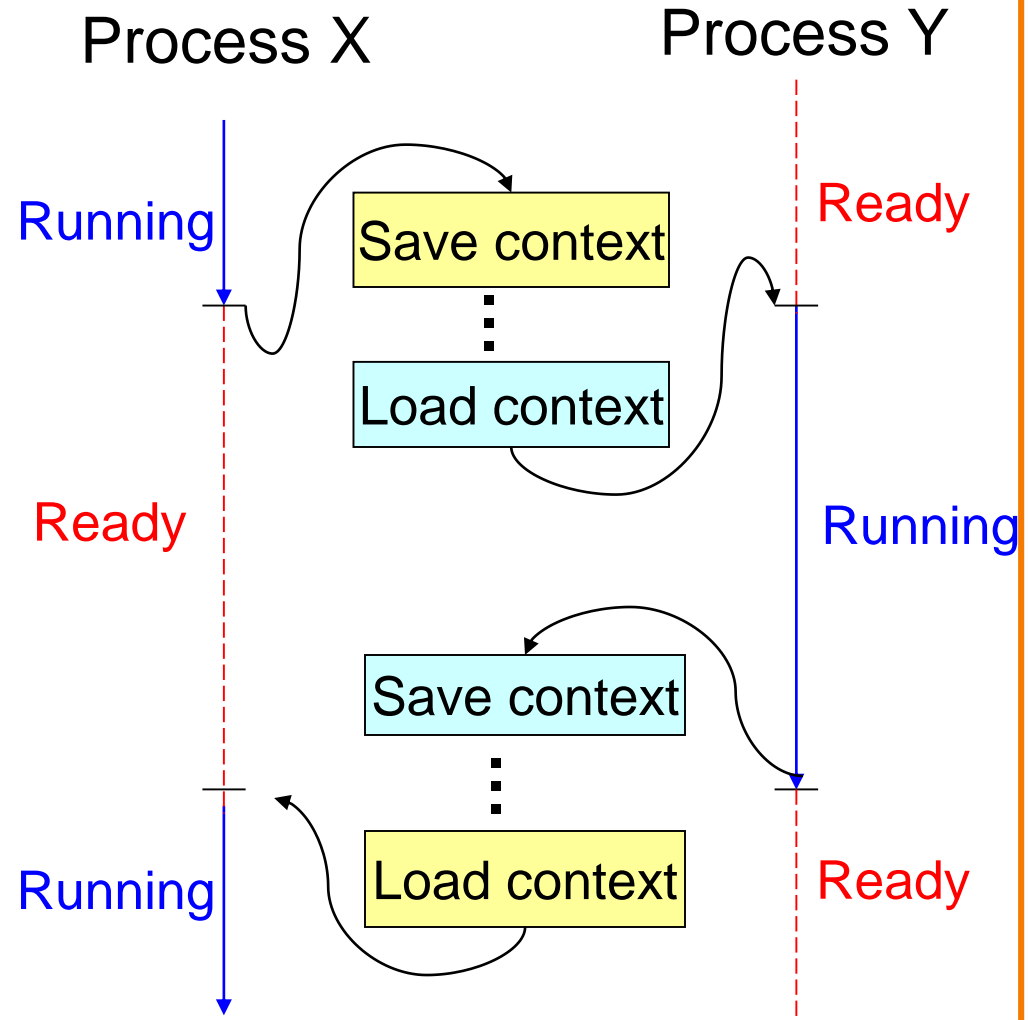 Process X
Process Y
Running
Save context
Ready
Load context
Ready
Running
Save context
Running
Load context
Ready